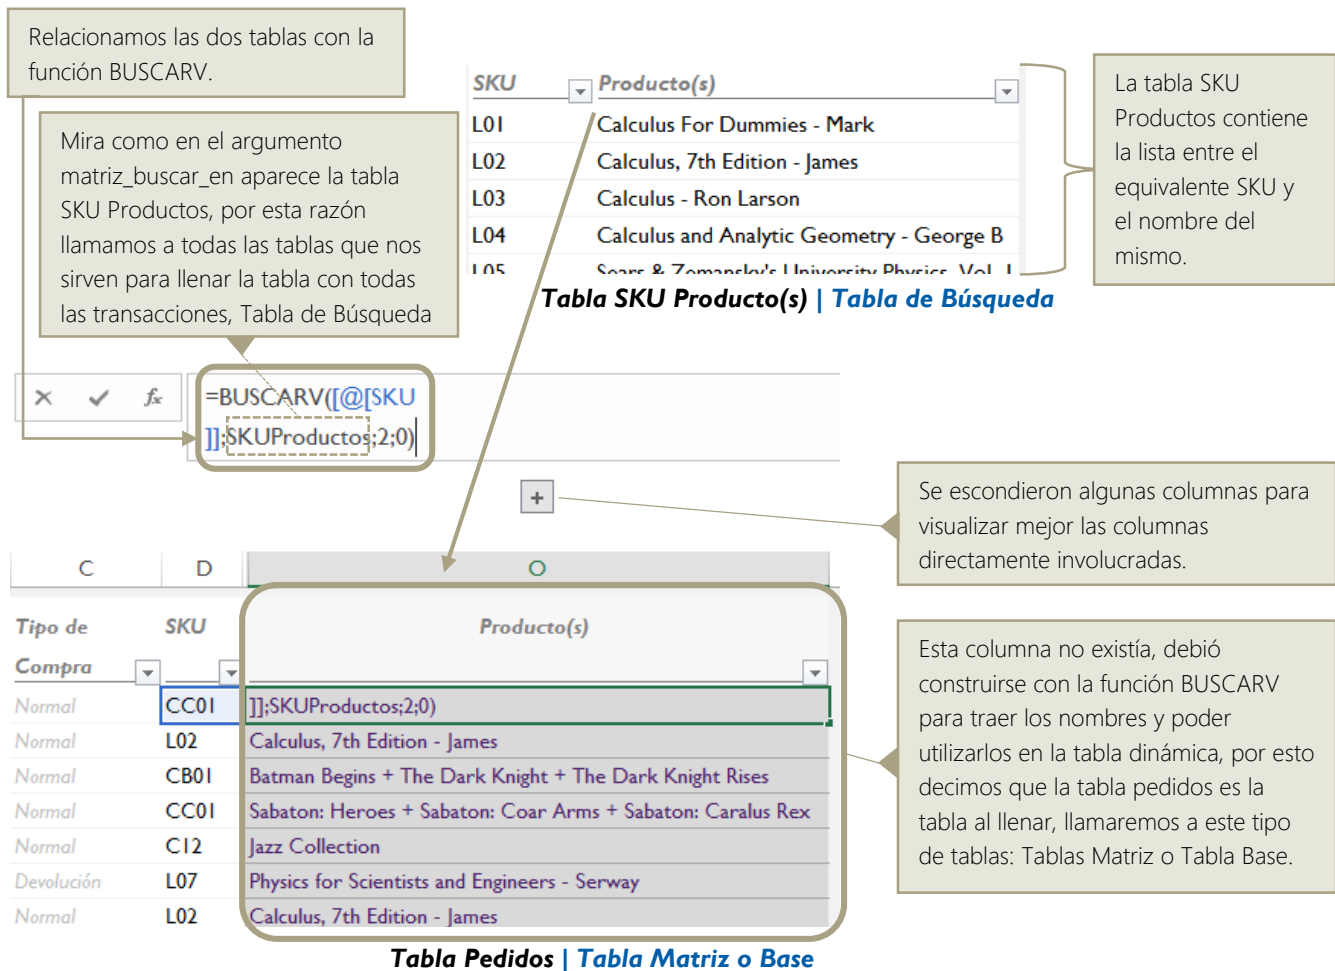 Relacionamos las dos tablas con la
función BUSCARV.
Mira como en el argumento
matriz_buscar_en aparece la tabla
SKU Productos, por esta razón
llamamos a todas las tablas que nos
sirven para llenar la tabla con todas
las transacciones, Tabla de Búsqueda
SKU Producto(s)
L01 Calculus For Dummies - Mark
L02 Calculus, 7th Edition - James
L03 Calculus - Ron Larson
L04 Calculus and Analytic Geometry - George B
L05 Sears & Zemansky's University Physics, Vol. 1
Tabla SKU Producto(s) | Tabla de Búsqueda
La tabla SKU
Productos contiene
la lista entre el
equivalente SKU y
el nombre del
mismo.
fx =BUSCARV([@[SKU
]];SKUProductos;2;0)
+
Se escondieron algunas columnas para
visualizar mejor las columnas
directamente involucradas.
C D O
Tipo de SKU Producto(s)
Compra
Normal CC01 ]];SKUProductos;2;0)
Normal L02 Calculus, 7th Edition - James
Normal CB01 Batman Begins + The Dark Knight + The Dark Knight Rises
Normal CC01 Sabaton: Heroes + Sabaton: Coar Arms + Sabaton: Caralus Rex
Normal C12 Jazz Collection
Devolución L07 Physics for Scientists and Engineers - Serway
Normal L02 Calculus, 7th Edition - James
Tabla Pedidos | Tabla Matriz o Base
Esta columna no existía, debió
construirse con la función BUSCARV
para traer los nombres y poder
utilizarlos en la tabla dinámica, por esto
decimos que la tabla pedidos es la
tabla al llenar, llamaremos a este tipo
de tablas: Tablas Matriz o Tabla Base.